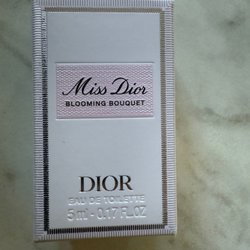 Miss Dior
BLOOMING BOUQUET
DIOR
EAU DE TOILETTE
5 ml - 0.17 FL.OZ